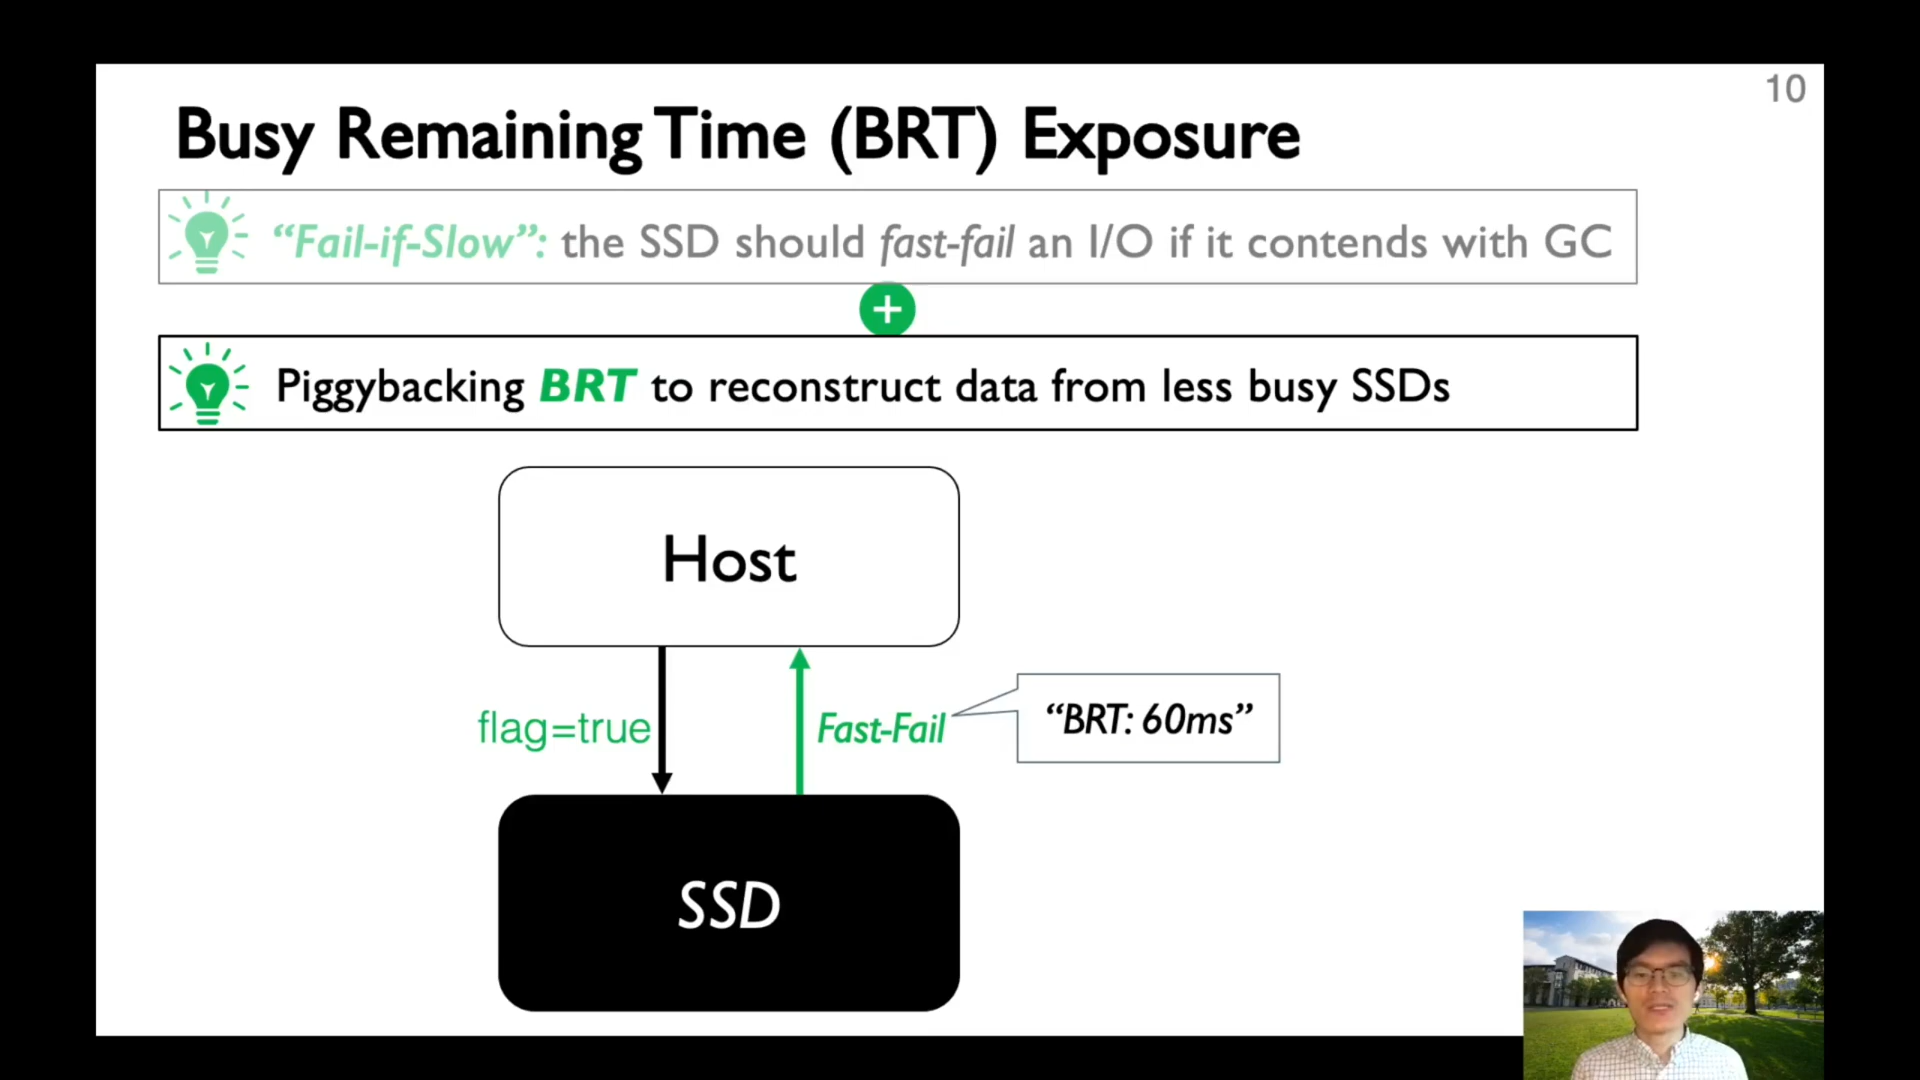 10
Busy Remaining Time (BRT) Exposure
“Fail-if-Slow”: the SSD should fast-fail an I/O if it contends with GC
+
Piggybacking BRT to reconstruct data from less busy SSDs
Host
flag=true
Fast-Fail
“BRT: 60ms”
SSD